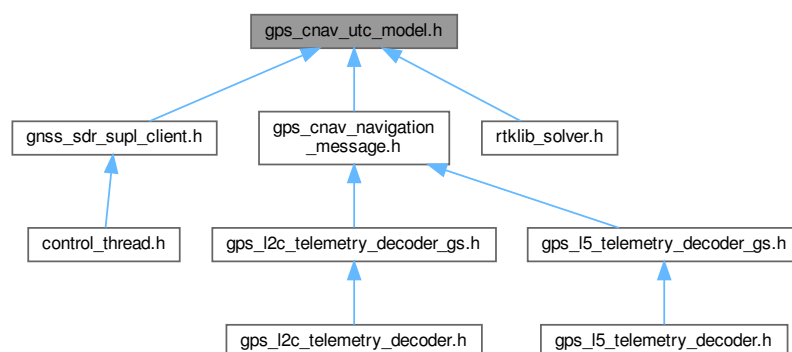 gps_cnav_utc_model.h
gnss_sdr_supl_client.h
gps_cnav_navigation
_message.h
rtklib_solver.h
control_thread.h
gps_l2c_telemetry_decoder_gs.h
gps_l5_telemetry_decoder_gs.h
gps_l2c_telemetry_decoder.h
gps_l5_telemetry_decoder.h